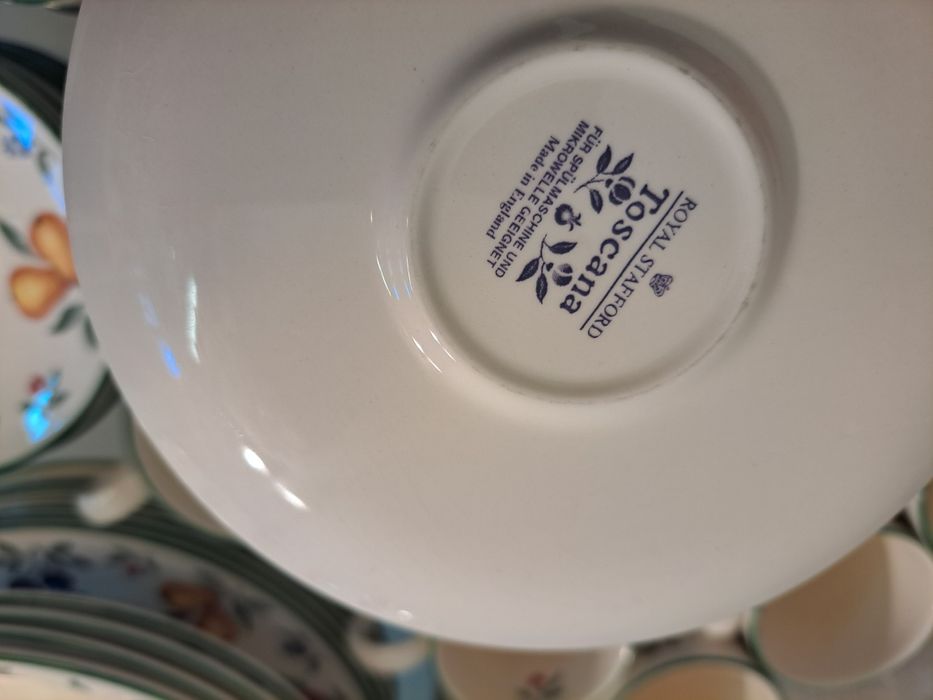 ROYAL STAFFORD
Toscana
FÜR SPÜLMASCHINE UND
MIKROWELLE GEEIGNET
Made in England